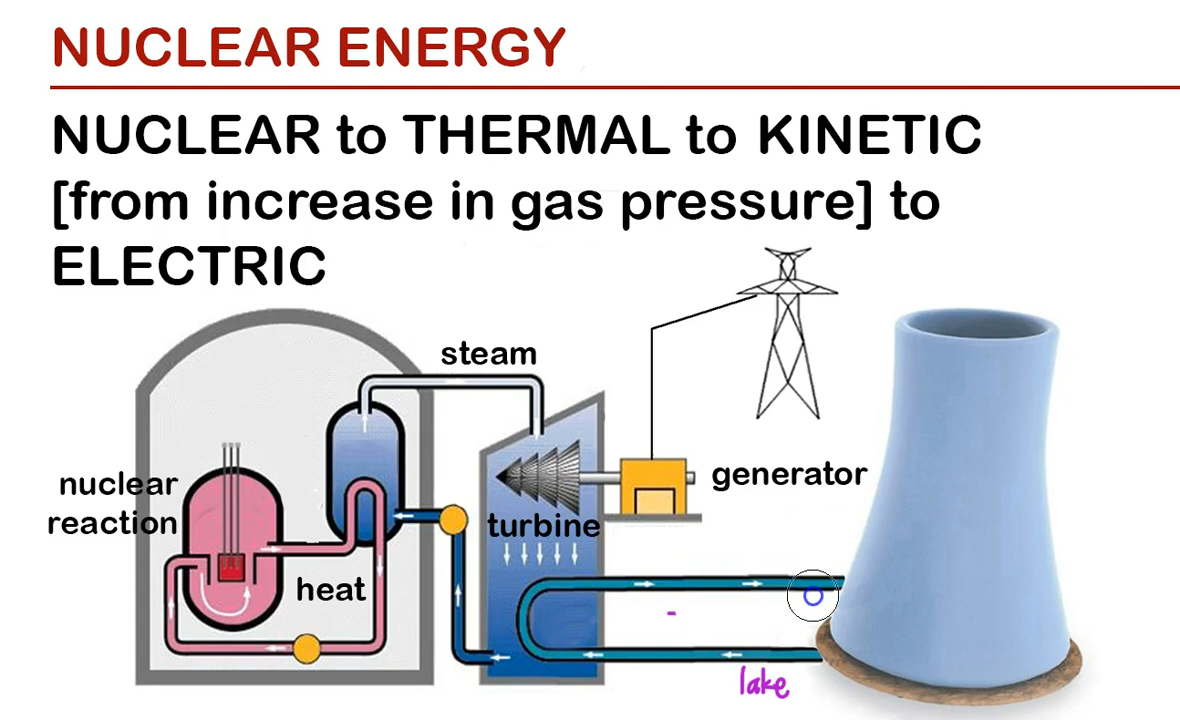 NUCLEAR ENERGY
NUCLEAR to THERMAL to KINETIC
[from increase in gas pressure] to
ELECTRIC
steam
nuclear
reaction
generator
turbine
heat
lake